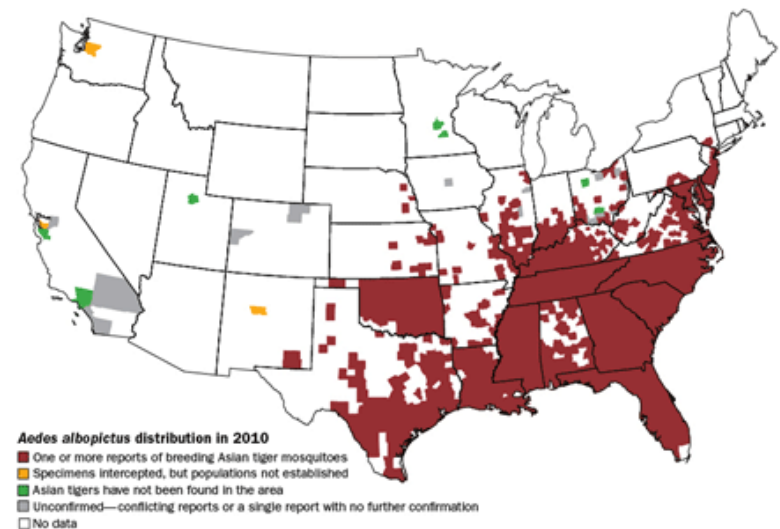 Aedes albopictus distribution in 2010
One or more reports of breeding Asian tiger mosquitoes
Specimens intercepted, but populations not established
Asian tigers have not been found in the area
Unconfirmed—conflicting reports or a single report with no further confirmation
No data